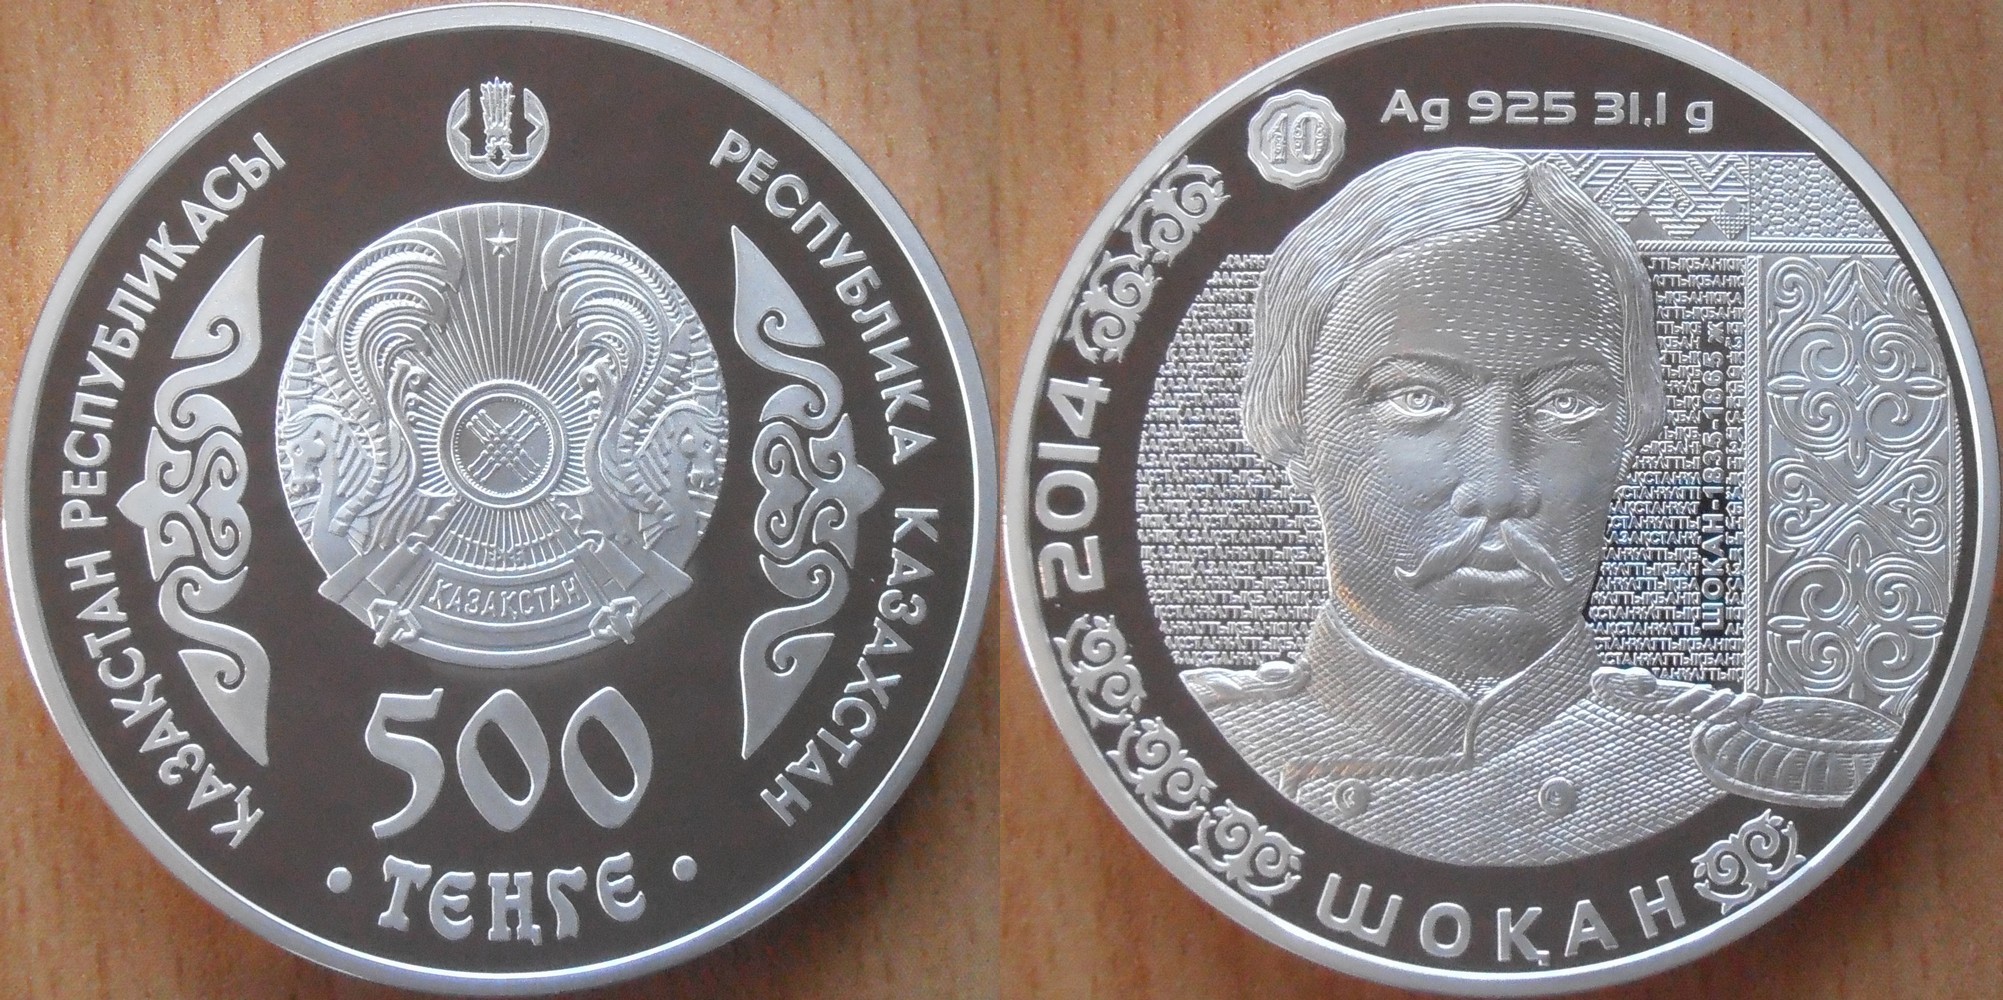 ҚАЗАҚСТАН РЕСПУБЛИКАСЫ
РЕСПУБЛИКА КАЗАХСТАН
ҚАЗАҚСТАН
500
• ТЕҢГЕ •
10
Ag 925 31,1 g
2014
ШОҚАН-1835-1865 ж
ШОҚАН